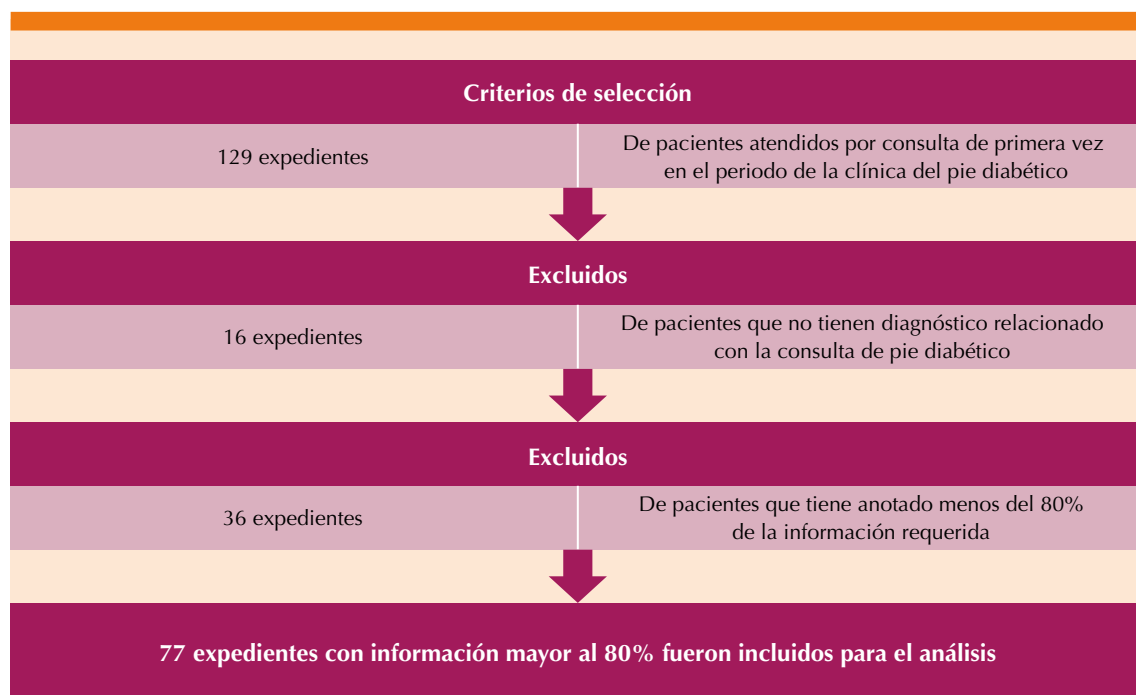 Criterios de selección
129 expedientes
De pacientes atendidos por consulta de primera vez
en el periodo de la clínica del pie diabético
Excluidos
16 expedientes
De pacientes que no tienen diagnóstico relacionado
con la consulta de pie diabético
Excluidos
36 expedientes
De pacientes que tiene anotado menos del 80%
de la información requerida
77 expedientes con información mayor al 80% fueron incluidos para el análisis